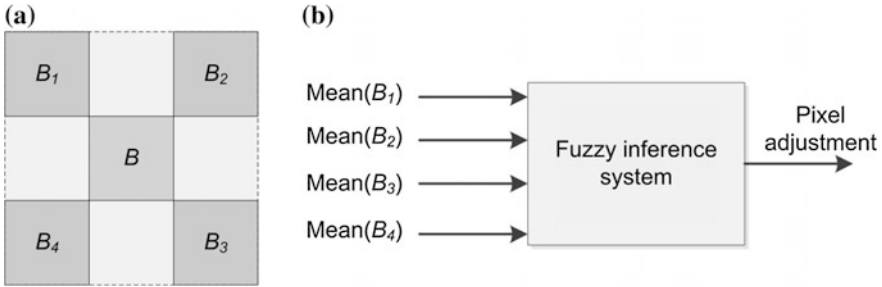 (a)
B1 B2
B
B4 B3
(b)
Mean(B1)
Mean(B2)
Mean(B3)
Mean(B4)
Fuzzy inference
system
Pixel
adjustment